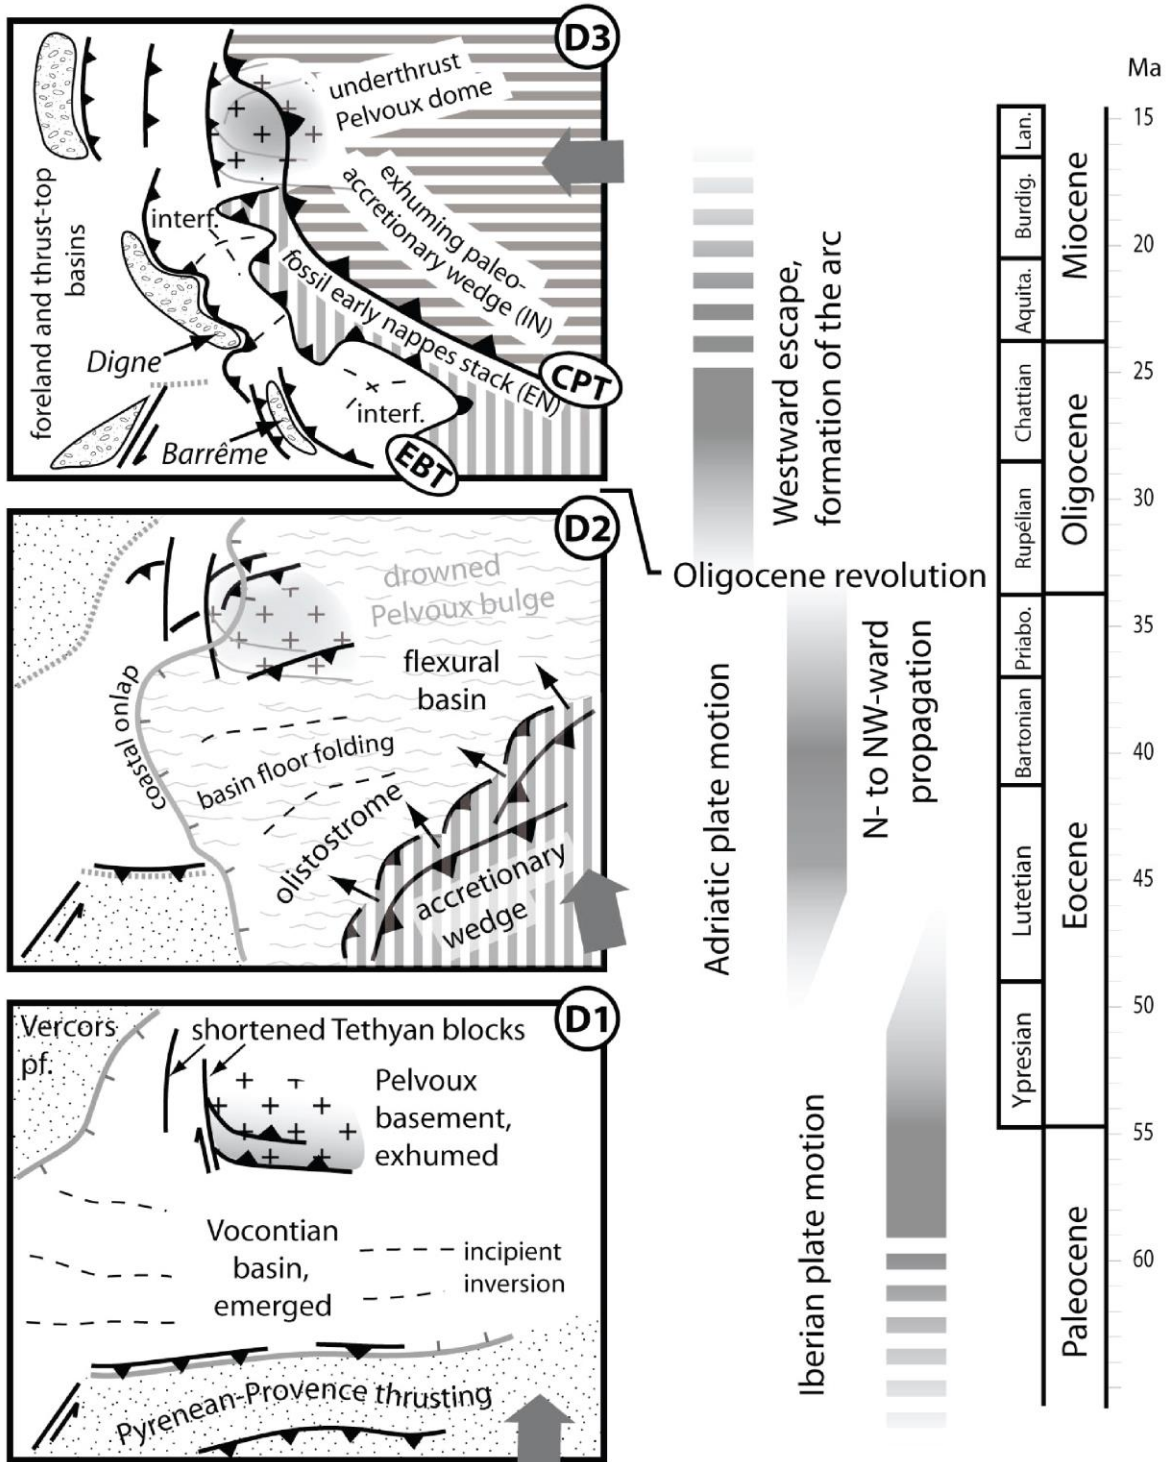 D3
underthrust
Pelvoux dome
exhuming paleo-
accretionary wedge (IN)
interf.
fossil early nappes stack (EN)
foreland and thrust-top
basins
Digne
CPT
interf.
Barrême
EBT
D2
drowned
Pelvoux bulge
flexural
basin
coastal onlap
basin floor folding
olistostrome
accretionary
wedge
D1
Vercors
pf.
shortened Tethyan blocks
Pelvoux
basement,
exhumed
Vocontian
basin,
emerged
incipient
inversion
Pyrenean-Provence thrusting
Westward escape,
formation of the arc
Oligocene revolution
Adriatic plate motion
N- to NW-ward
propagation
Iberian plate motion
Ma
Lan.
Burdig.
Aquita.
Chattian
Rupélian
Priabo.
Bartonian
Lutetian
Ypresian
Miocene
Oligocene
Eocene
Paleocene
15
20
25
30
35
40
45
50
55
60